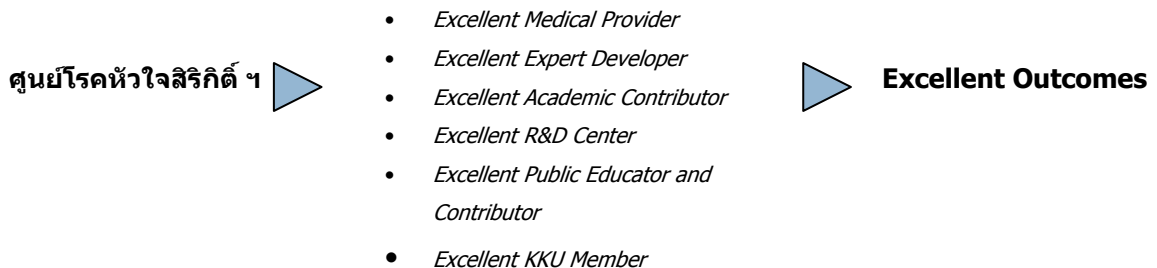 ศูนย์โรคหัวใจสิริกิติ์ ฯ
• Excellent Medical Provider
• Excellent Expert Developer
• Excellent Academic Contributor
• Excellent R&D Center
• Excellent Public Educator and
Contributor
• Excellent KKU Member
Excellent Outcomes